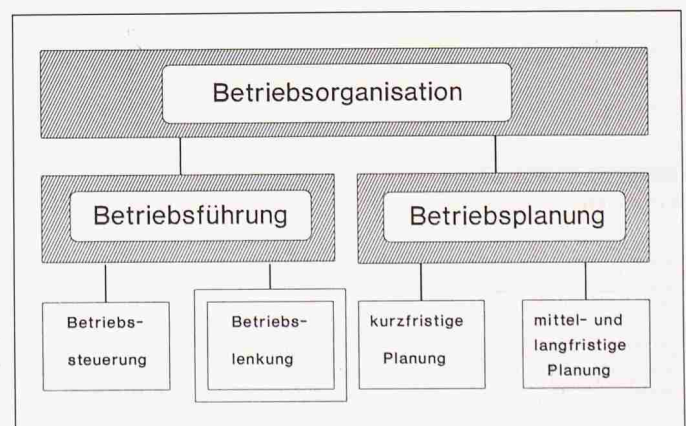 Betriebsorganisation
Betriebsführung
Betriebsplanung
Betriebs-
steuerung
Betriebs-
lenkung
kurzfristige
Planung
mittel- und
langfristige
Planung